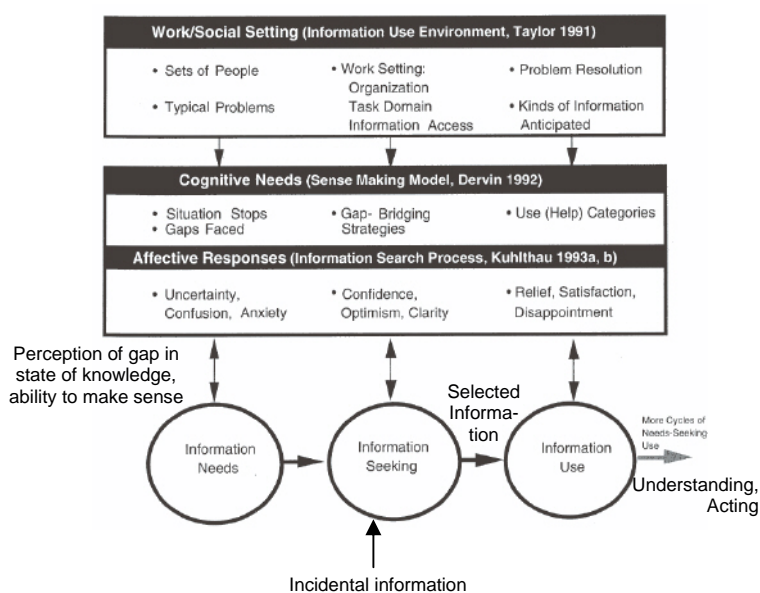 Work/Social Setting (Information Use Environment, Taylor 1991)
• Sets of People
• Typical Problems
• Work Setting:
Organization
Task Domain
Information Access
• Problem Resolution
• Kinds of Information
Anticipated
Cognitive Needs (Sense Making Model, Dervin 1992)
• Situation Stops
• Gaps Faced
• Gap- Bridging
Strategies
• Use (Help) Categories
Affective Responses (Information Search Process, Kuhlthau 1993a, b)
• Uncertainty,
Confusion, Anxiety
• Confidence,
Optimism, Clarity
• Relief, Satisfaction,
Disappointment
Perception of gap in
state of knowledge,
ability to make sense
Information
Needs
Information
Seeking
Selected
Informa-
tion
Information
Use
More Cycles of
Needs-Seeking
Use
Understanding,
Acting
Incidental information